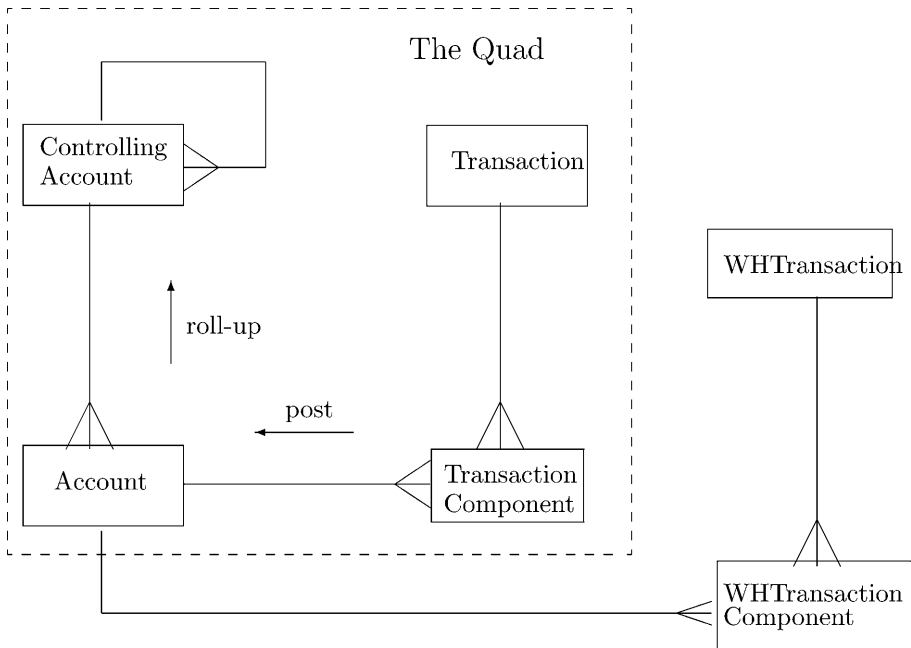 The Quad
Controlling
Account
Transaction
WHTransaction
roll-up
post
Account
Transaction
Component
WHTransaction
Component